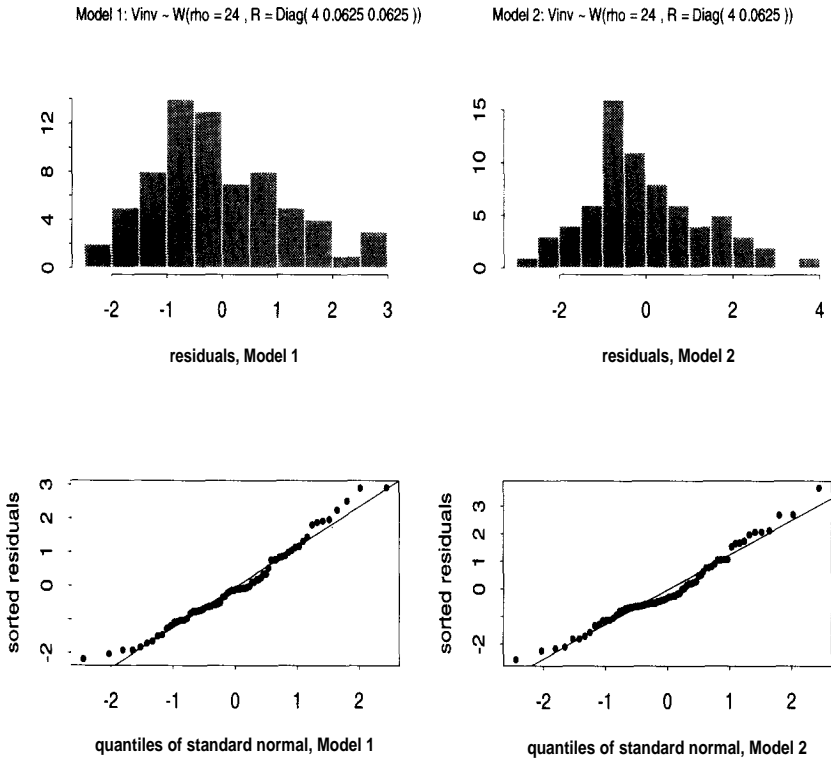 Model 1: Vinv ~ W(rho = 24 , R = Diag( 4 0.0625 0.0625 ))
Model 2: Vinv ~ W(rho = 24 , R = Diag( 4 0.0625 ))
12
8
4
0
-2 -1 0 1 2 3
residuals, Model 1
15
10
5
0
-2 0 2 4
residuals, Model 2
sorted residuals
3
2
1
0
-2
-2 -1 0 1 2
quantiles of standard normal, Model 1
sorted residuals
3
2
1
0
-2
-2 -1 0 1 2
quantiles of standard normal, Model 2